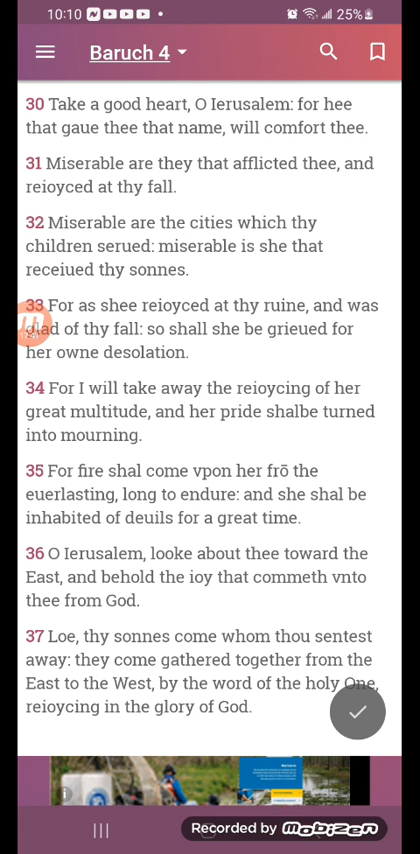 10:10
25%
Baruch 4
30 Take a good heart, O Ierusalem: for hee
that gaue thee that name, will comfort thee.
31 Miserable are they that afflicted thee, and
reioyced at thy fall.
32 Miserable are the cities which thy
children serued: miserable is she that
receiued thy sonnes.
33 For as shee reioyced at thy ruine, and was
glad of thy fall: so shall she be grieued for
her owne desolation.
34 For I will take away the reioycing of her
great multitude, and her pride shalbe turned
into mourning.
35 For fire shal come vpon her frō the
euerlasting, long to endure: and she shal be
inhabited of deuils for a great time.
36 O Ierusalem, looke about thee toward the
East, and behold the ioy that commeth vnto
thee from God.
37 Loe, thy sonnes come whom thou sentest
away: they come gathered together from the
East to the West, by the word of the holy One,
reioycing in the glory of God.
Recorded by mobizen